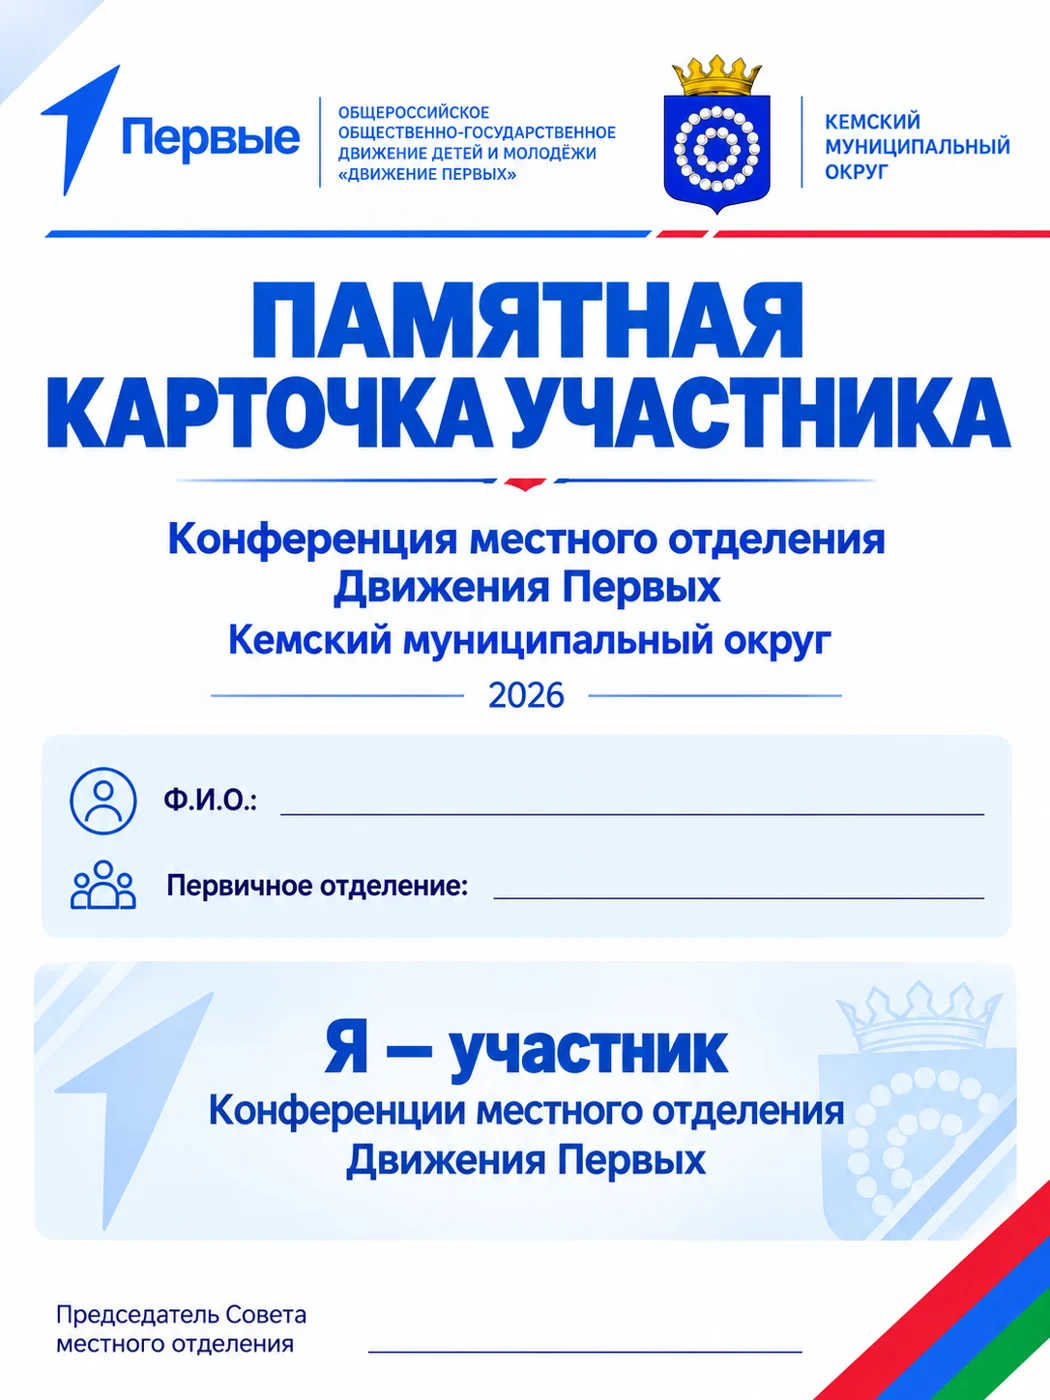 Первые
ОБЩЕРОССИЙСКОЕ
ОБЩЕСТВЕННО-ГОСУДАРСТВЕННОЕ
ДВИЖЕНИЕ ДЕТЕЙ И МОЛОДЁЖИ
«ДВИЖЕНИЕ ПЕРВЫХ»
КЕМСКИЙ
МУНИЦИПАЛЬНЫЙ
ОКРУГ
ПАМЯТНАЯ
КАРТОЧКА УЧАСТНИКА
Конференция местного отделения
Движения Первых
Кемский муниципальный округ
2026
Ф.И.О.:
Первичное отделение:
Я — участник
Конференции местного отделения
Движения Первых
Председатель Совета
местного отделения